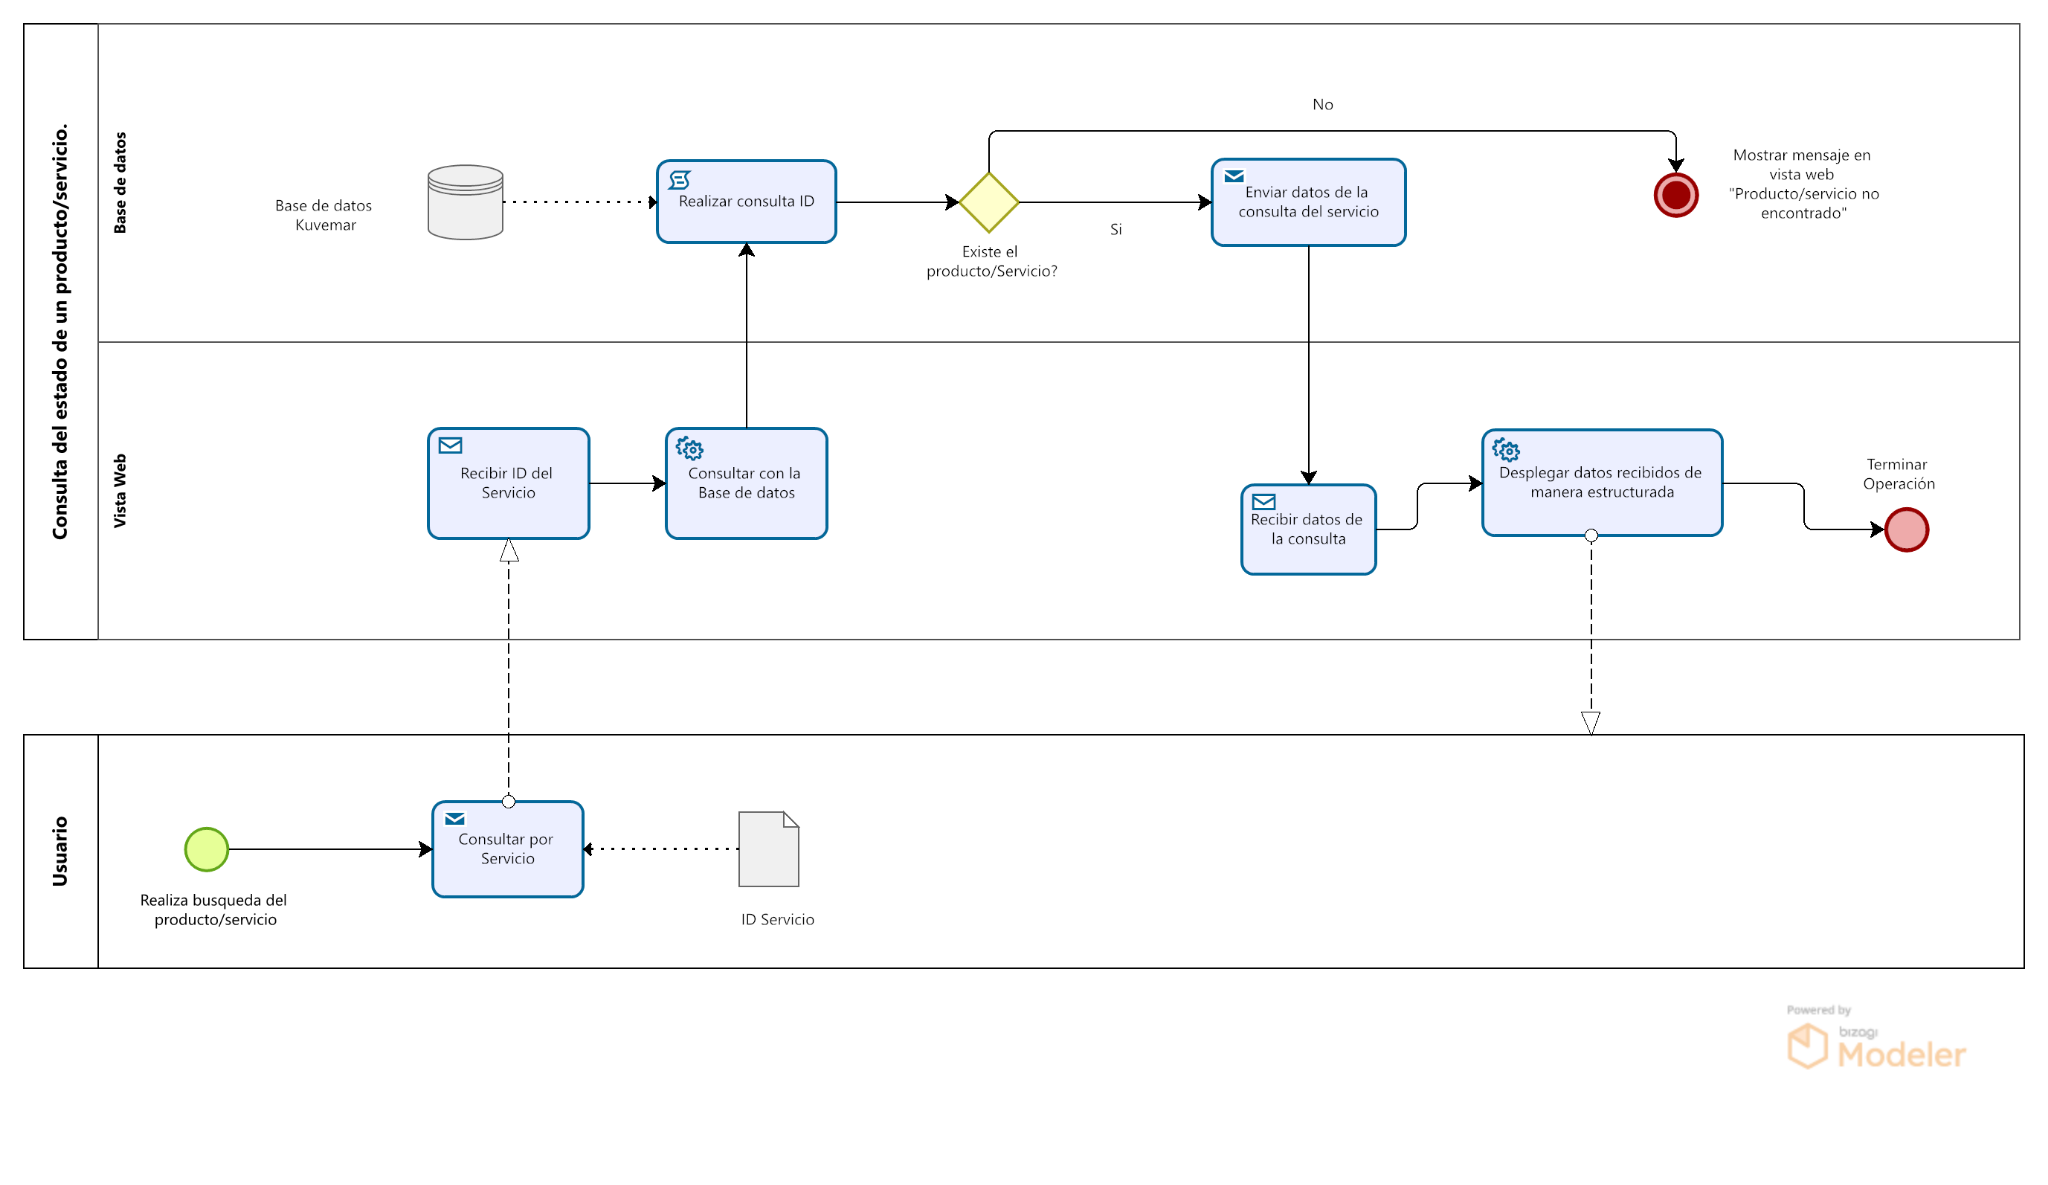 Consulta del estado de un producto/servicio.
Base de datos
Base de datos
Kuvemar
Realizar consulta ID
Existe el
producto/Servicio?
No
Si
Enviar datos de la
consulta del servicio
Mostrar mensaje en
vista web
"Producto/servicio no
encontrado"
Vista Web
Recibir ID del
Servicio
Consultar con la
Base de datos
Recibir datos de
la consulta
Desplegar datos recibidos de
manera estructurada
Terminar
Operación
Usuario
Realiza busqueda del
producto/servicio
Consultar por
Servicio
ID Servicio
Powered by
bizagi
Modeler